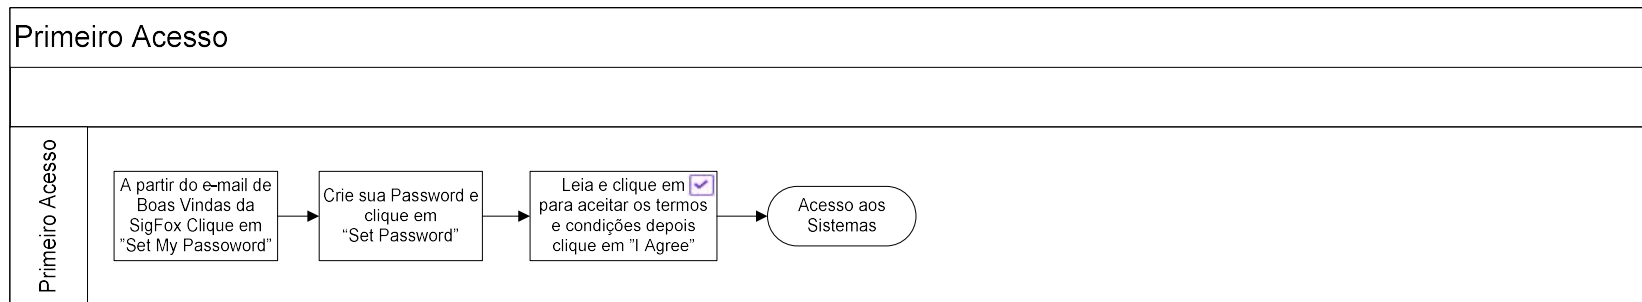 Primeiro Acesso
Primeiro Acesso
A partir do e-mail de
Boas Vindas da
SigFox Clique em
”Set My Passoword”
Crie sua Password e
clique em
“Set Password”
Leia e clique em
para aceitar os termos
e condições depois
clique em ”I Agree”
Acesso aos
Sistemas